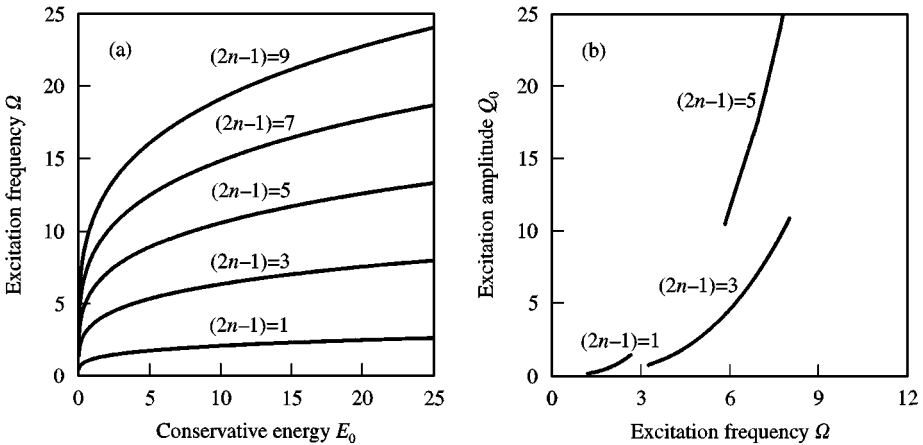 (a)
(2n–1)=9
(2n–1)=7
(2n–1)=5
(2n–1)=3
(2n–1)=1
25
20
15
10
5
0
Excitation frequency Ω
0 5 10 15 20 25
Conservative energy E₀
(b)
(2n–1)=5
(2n–1)=3
(2n–1)=1
25
20
15
10
5
0
Excitation amplitude Q₀
0 3 6 9 12
Excitation frequency Ω